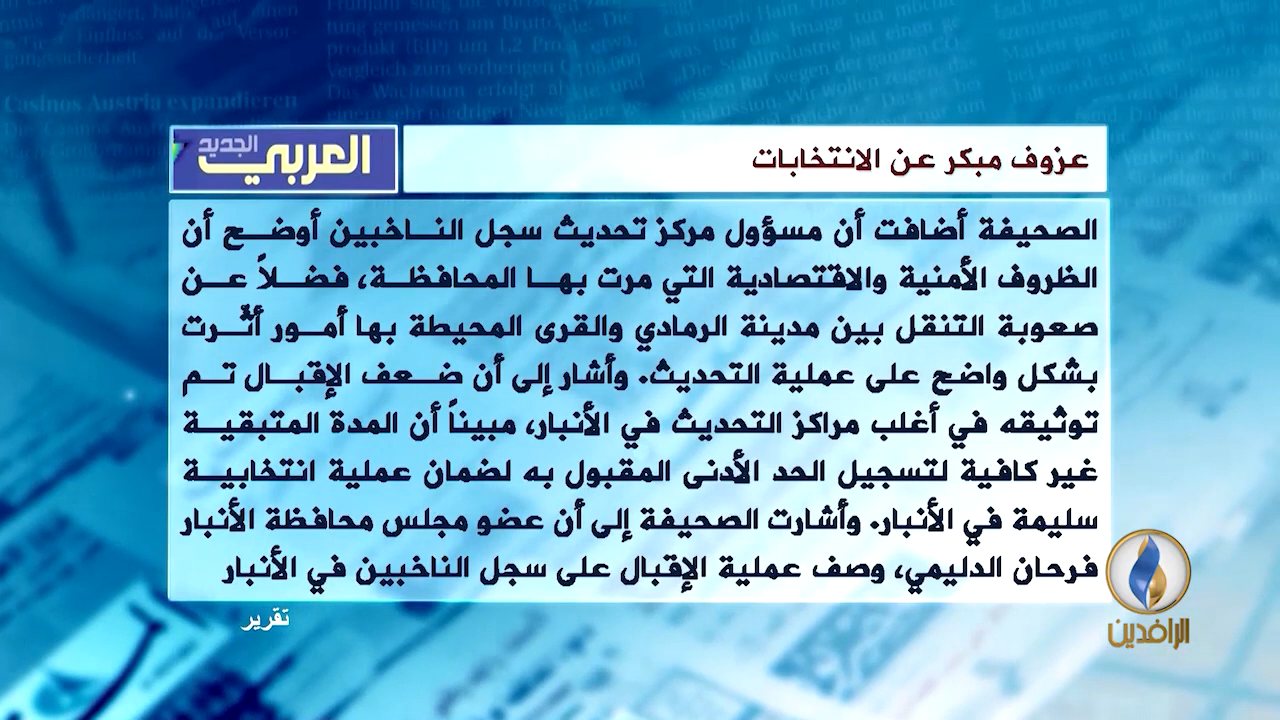 العربي الجديد
عزوف مبكر عن الانتخابات
الصحيفة أضافت أن مسؤول مركز تحديث سجل الناخبين أوضح أن
الظروف الأمنية والاقتصادية التي مرت بها المحافظة، فضلاً عن
صعوبة التنقل بين مدينة الرمادي والقرى المحيطة بها أمور أثّرت
بشكل واضح على عملية التحديث. وأشار إلى أن ضعف الإقبال تم
توثيقه في أغلب مراكز التحديث في الأنبار، مبيناً أن المدة المتبقية
غير كافية لتسجيل الحد الأدنى المقبول به لضمان عملية انتخابية
سليمة في الأنبار. وأشارت الصحيفة إلى أن عضو مجلس محافظة الأنبار
فرحان الدليمي، وصف عملية الإقبال على سجل الناخبين في الأنبار
تقرير
الرافدين
Casinos Austria expandieren